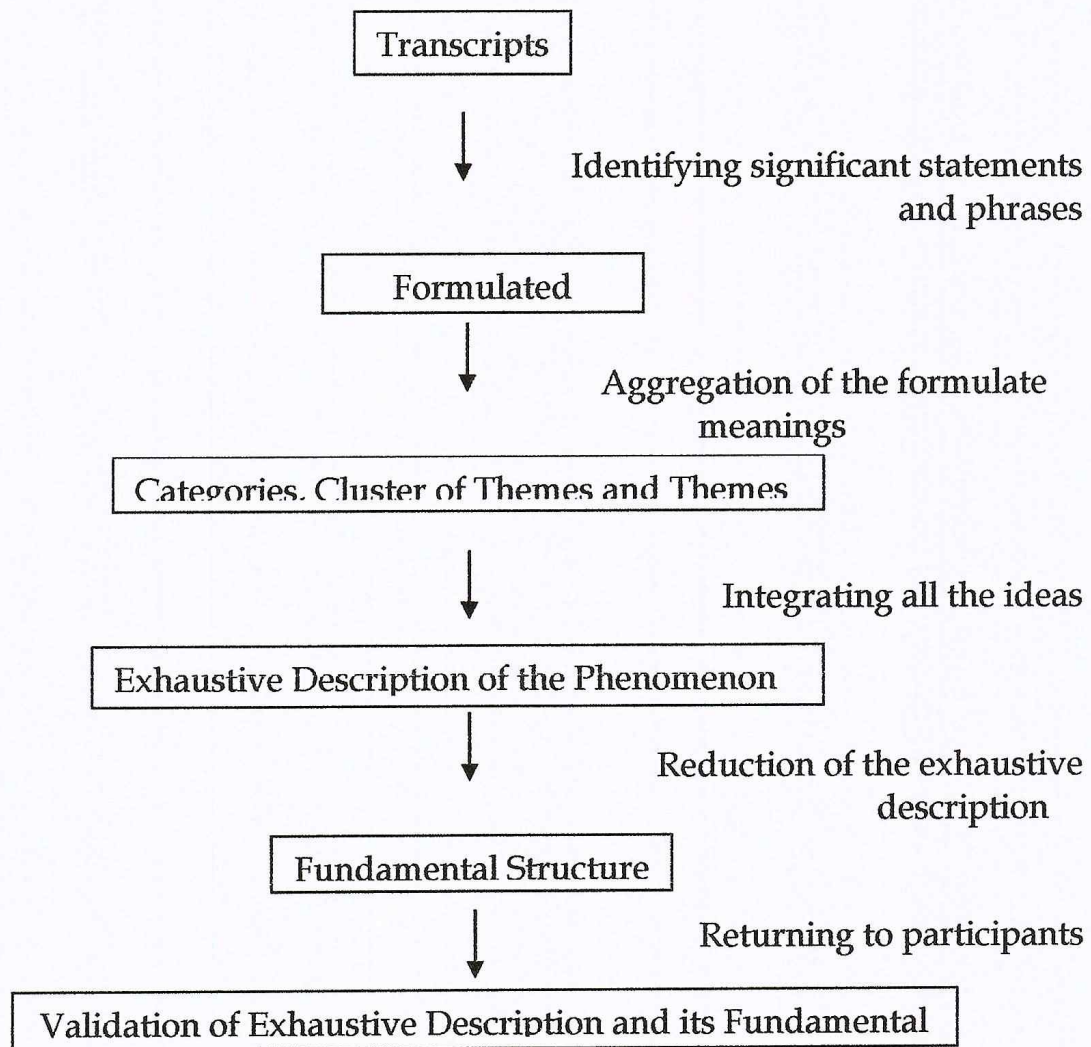 Transcripts
Identifying significant statements
and phrases
Formulated
Aggregation of the formulate
meanings
Categories, Cluster of Themes and Themes
Integrating all the ideas
Exhaustive Description of the Phenomenon
Reduction of the exhaustive
description
Fundamental Structure
Returning to participants
Validation of Exhaustive Description and its Fundamental